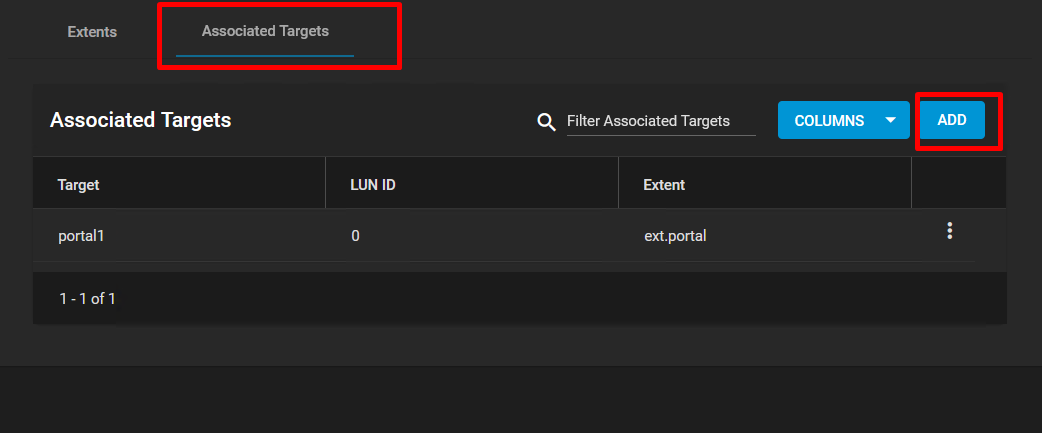 Extents
Associated Targets
Associated Targets
Filter Associated Targets
COLUMNS
ADD
Target
LUN ID
Extent
portal1
0
ext.portal
1 - 1 of 1